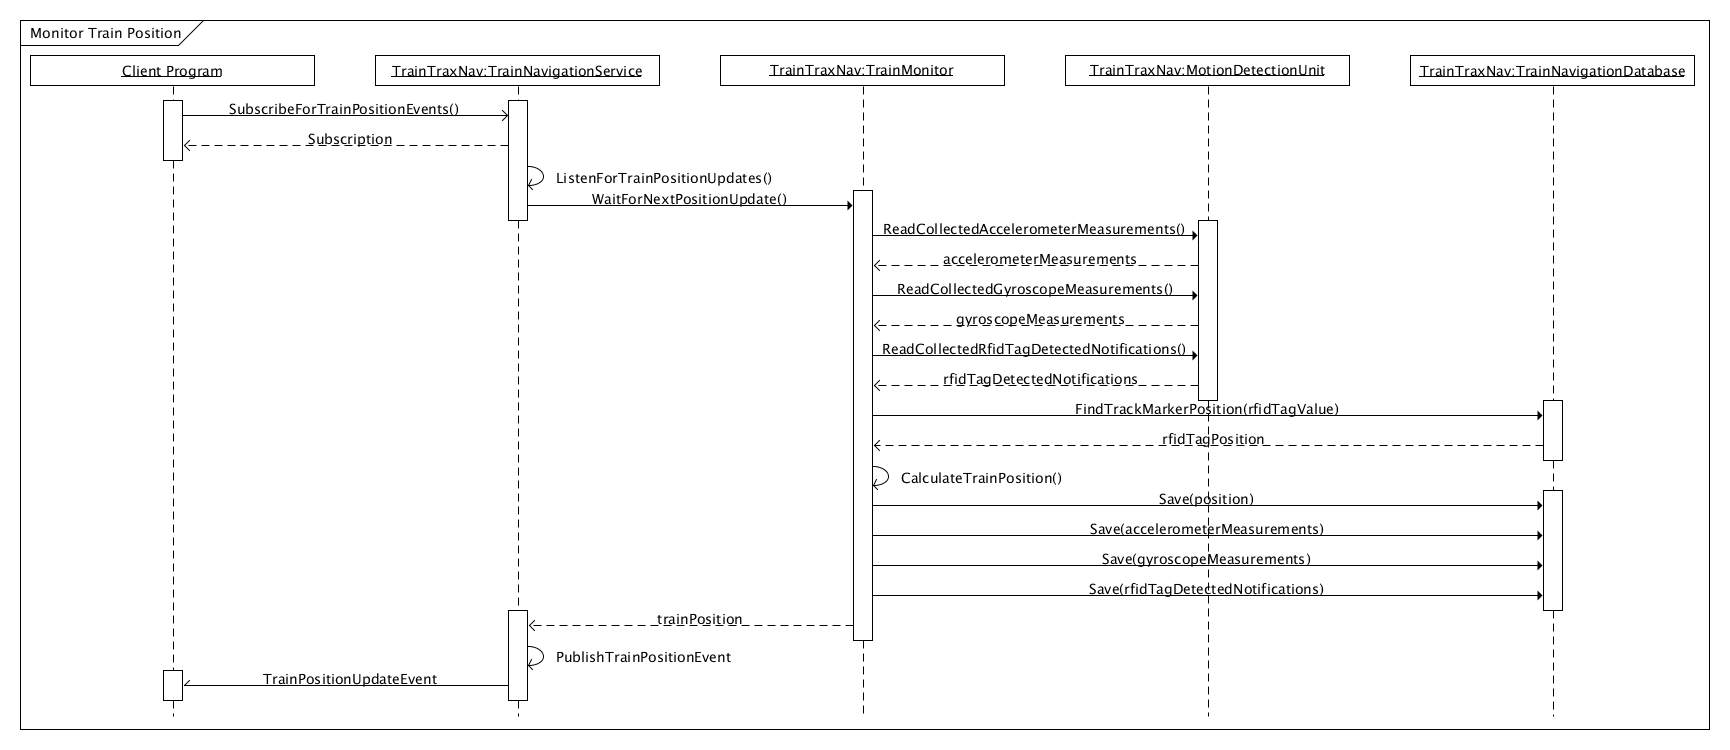 Monitor Train Position
Client Program
TrainTraxNav:TrainNavigationService
TrainTraxNav:TrainMonitor
TrainTraxNav:MotionDetectionUnit
TrainTraxNav:TrainNavigationDatabase
SubscribeForTrainPositionEvents()
Subscription
ListenForTrainPositionUpdates()
WaitForNextPositionUpdate()
ReadCollectedAccelerometerMeasurements()
accelerometerMeasurements
ReadCollectedGyroscopeMeasurements()
gyroscopeMeasurements
ReadCollectedRfidTagDetectedNotifications()
rfidTagDetectedNotifications
FindTrackMarkerPosition(rfidTagValue)
rfidTagPosition
CalculateTrainPosition()
Save(position)
Save(accelerometerMeasurements)
Save(gyroscopeMeasurements)
Save(rfidTagDetectedNotifications)
trainPosition
PublishTrainPositionEvent
TrainPositionUpdateEvent